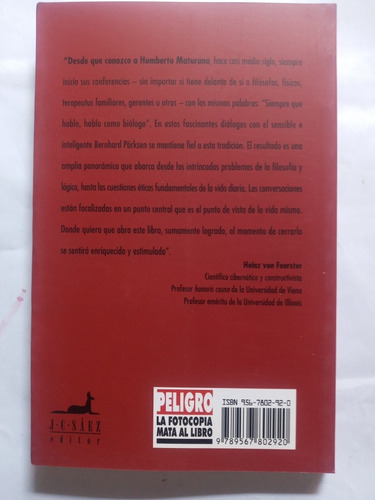 "Desde que conozco a Humberto Maturana, hace casi medio siglo, siempre
inicia sus conferencias – sin importar si tiene delante de sí a filósofos, físicos,
terapeutas familiares, gerentes u otros – con las mismas palabras: "Siempre que
hablo, hablo como biólogo". En estos fascinantes diálogos con el sensible e
inteligente Bernhard Pörksen se mantiene fiel a esta tradición. El resultado es una
amplia panorámica que abarca desde los intrincados problemas de la filosofía y
lógica, hasta las cuestiones éticas fundamentales de la vida diaria. Las conversaciones
están focalizadas en un punto central que es el punto de vista de la vida misma.
Donde quiera que abra este libro, sumamente logrado, al momento de cerrarlo
se sentirá enriquecido y estimulado".
Heinz von Foerster
Científico cibernético y constructivista
Profesor honoris causa de la Universidad de Viena
Profesor emérito de la Universidad de Illinois
J·C·SÁEZ
editor
PELIGRO
LA FOTOCOPIA
MATA AL LIBRO
ISBN 956-7802-92-0
9 789567 802920